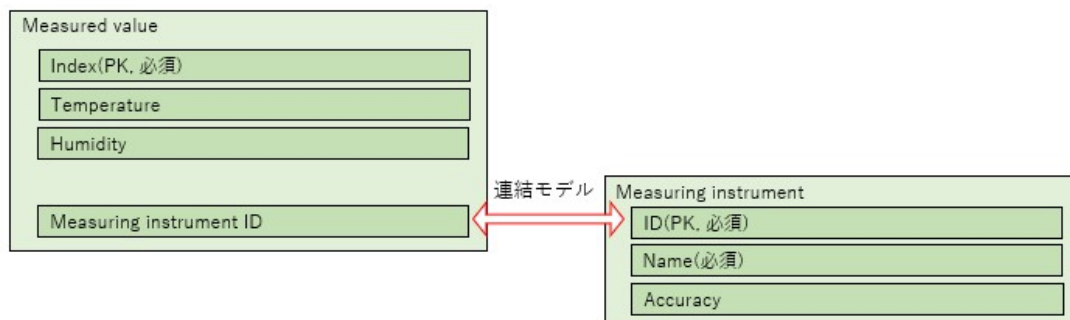 Measured value
Index(PK, 必須)
Temperature
Humidity
Measuring instrument ID
連結モデル
Measuring instrument
ID(PK, 必須)
Name(必須)
Accuracy